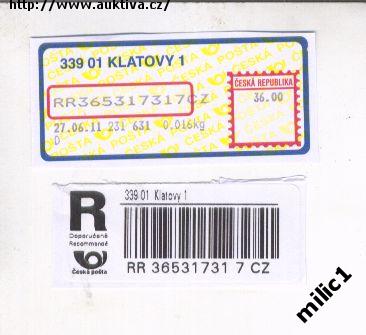 http://www.auktiva.cz/
339 01 KLATOVY 1
RR365317317CZ
27.06.11 231 631 0.016kg
D
ČESKÁ REPUBLIKA
36.00
ČESKÁ POŠTA
339 01 Klatovy 1
R
Doporučeně
Recommandé
Česká pošta
RR 36531731 7 CZ
milic1